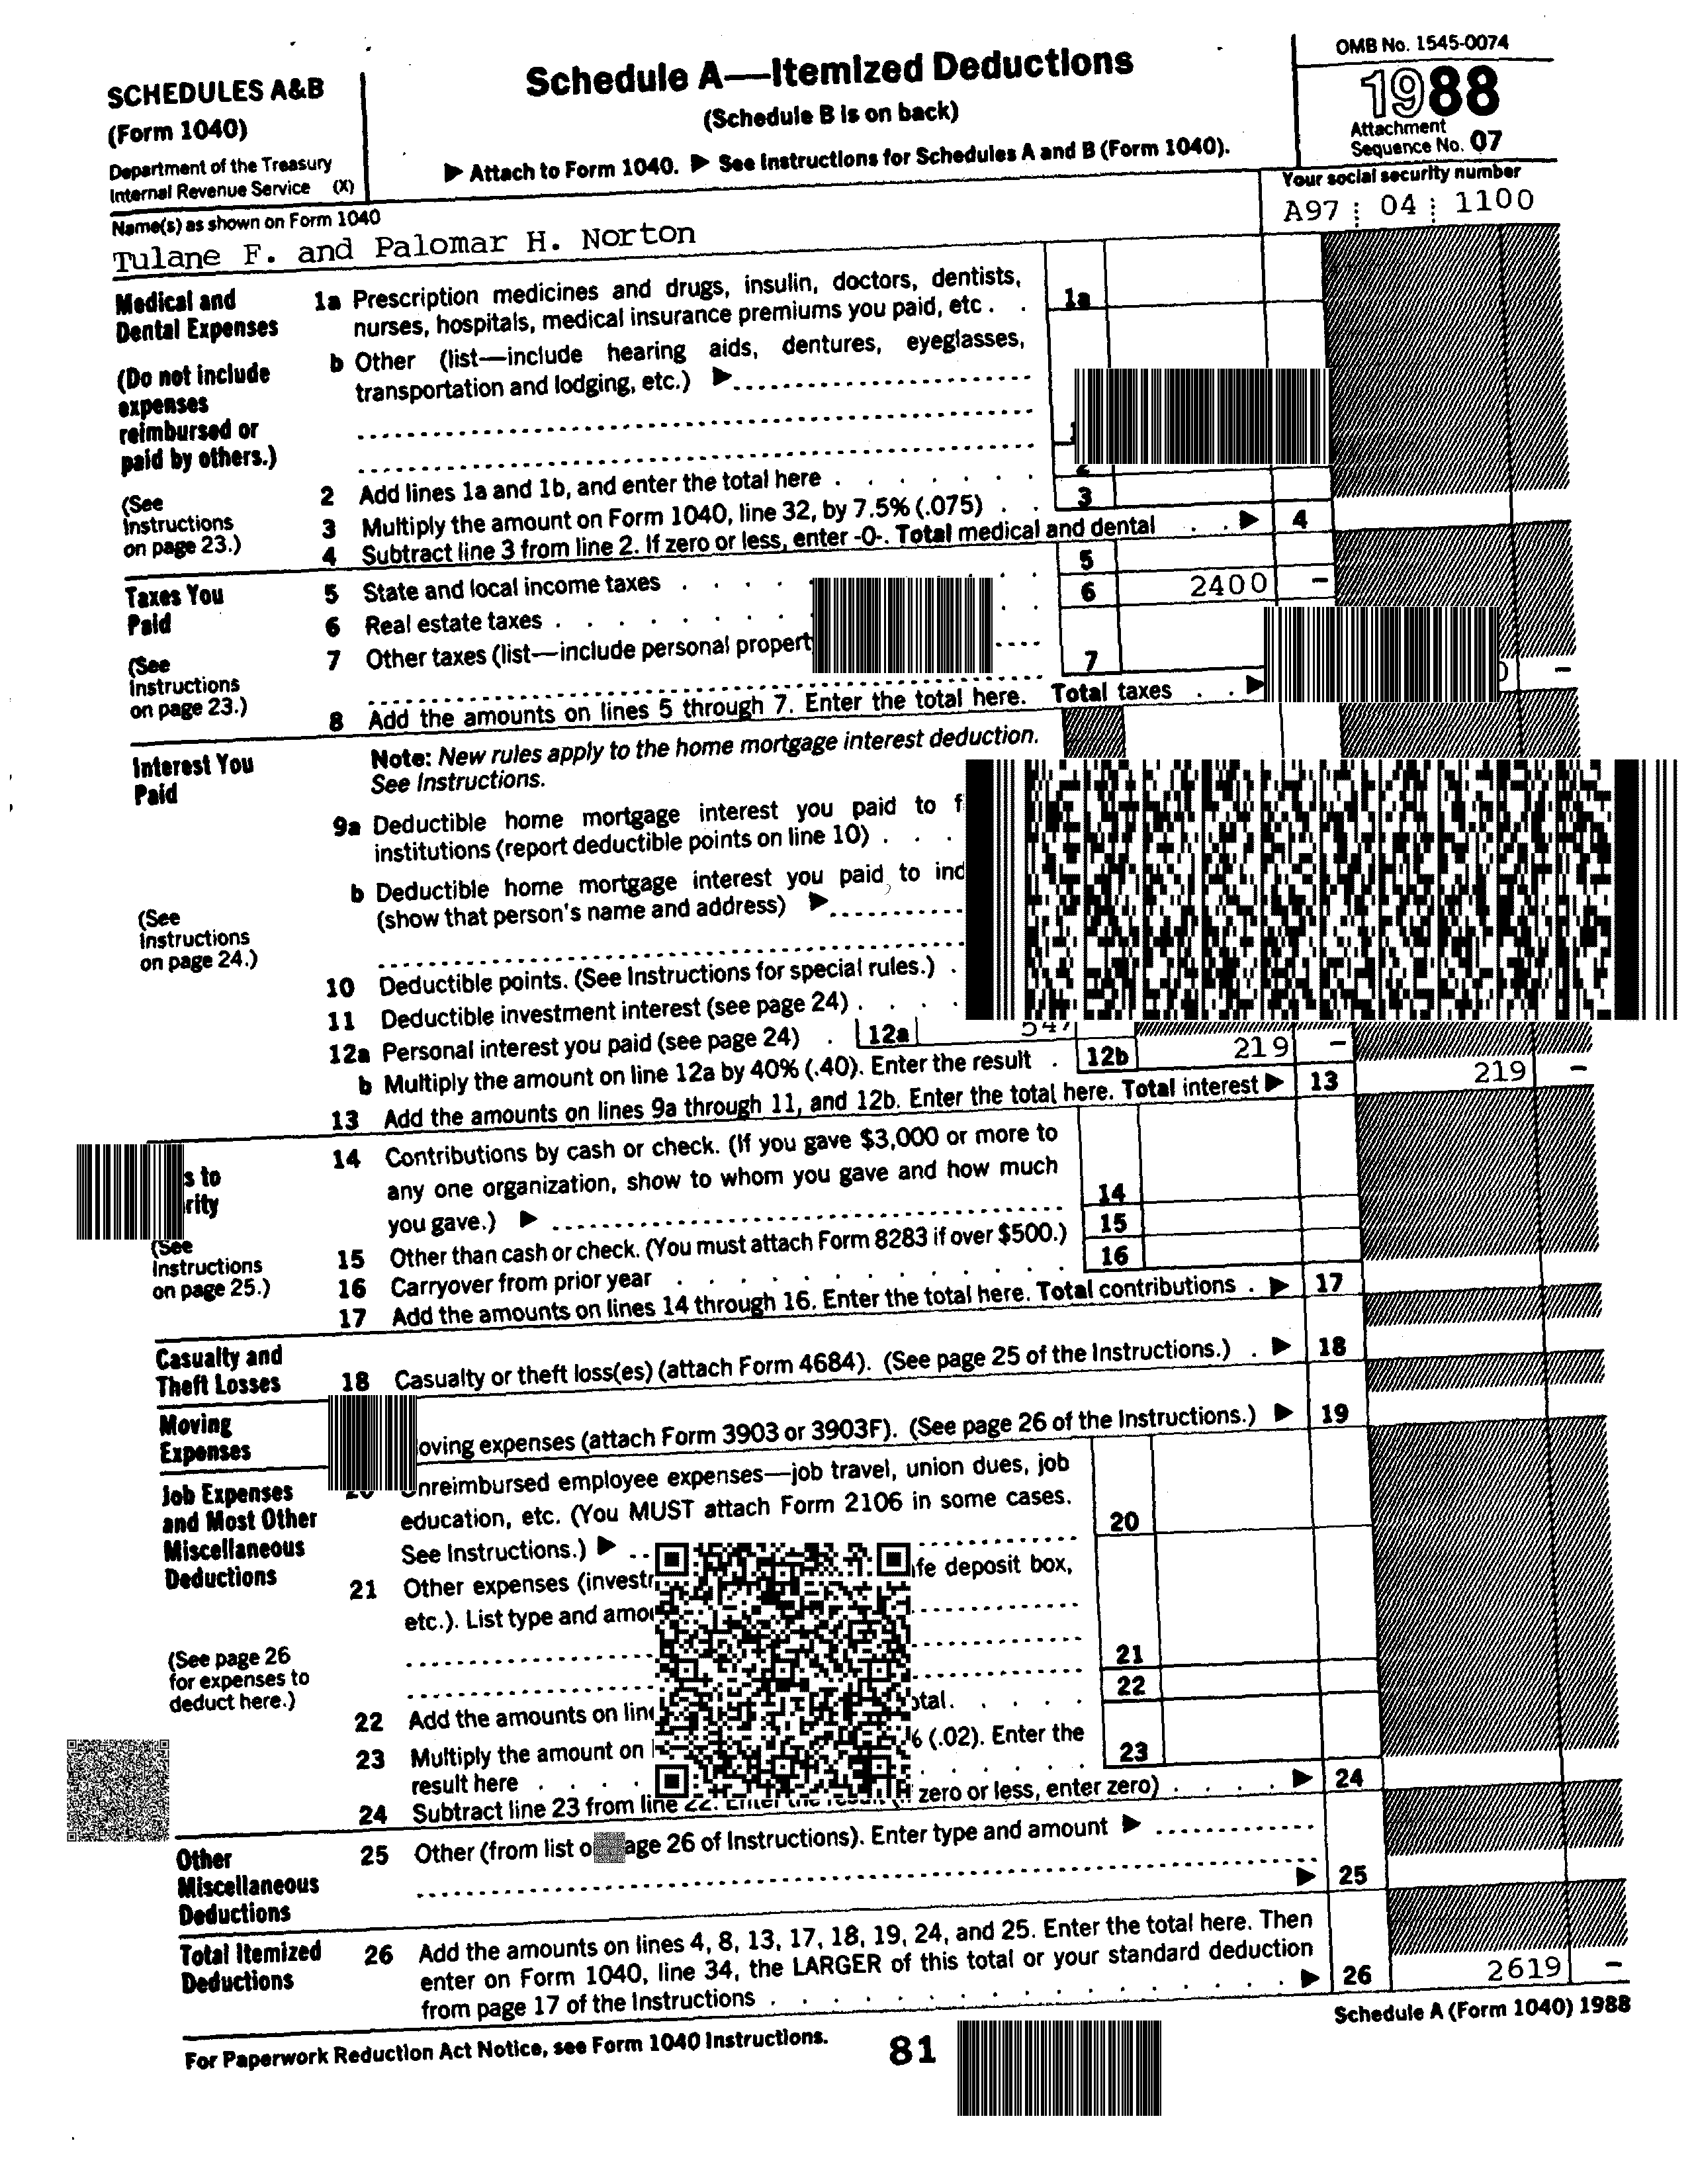 SCHEDULES A&B
(Form 1040)
Department of the Treasury
Internal Revenue Service (X)
Schedule A—Itemized Deductions
(Schedule B is on back)
▶ Attach to Form 1040. ▶ See Instructions for Schedules A and B (Form 1040).
OMB No. 1545-0074
1988
Attachment
Sequence No. 07
Name(s) as shown on Form 1040
Tulane F. and Palomar H. Norton
Your social security number
A97 04 1100
Medical and
Dental Expenses
(Do not include
expenses
reimbursed or
paid by others.)
(See
Instructions
on page 23.)
1a Prescription medicines and drugs, insulin, doctors, dentists,
nurses, hospitals, medical insurance premiums you paid, etc . . 1a
b Other (list—include hearing aids, dentures, eyeglasses,
transportation and lodging, etc.) ▶
2 Add lines 1a and 1b, and enter the total here . . . . . . . 2
3 Multiply the amount on Form 1040, line 32, by 7.5% (.075) . . 3
4 Subtract line 3 from line 2. If zero or less, enter -0-. Total medical and dental . . ▶ 4
Taxes You
Paid
(See
Instructions
on page 23.)
5 State and local income taxes . . . . 5
6 Real estate taxes . . . . . . . . 6 2400 –
7 Other taxes (list—include personal 7
8 Add the amounts on lines 5 through 7. Enter the total here. Total taxes . . ▶ –
Interest You
Paid
(See
Instructions
on page 24.)
Note: New rules apply to the home mortgage interest deduction.
See Instructions.
9a Deductible home mortgage interest you paid to
institutions (report deductible points on line 10) . . .
b Deductible home mortgage interest you paid to
(show that person's name and address) ▶
10 Deductible points. (See Instructions for special rules.) .
11 Deductible investment interest (see page 24) . . . .
12a Personal interest you paid (see page 24) . 12a 547
b Multiply the amount on line 12a by 40% (.40). Enter the result . 12b 219 –
13 Add the amounts on lines 9a through 11, and 12b. Enter the total here. Total interest ▶ 13 219 –
to
(See
Instructions
on page 25.)
14 Contributions by cash or check. (If you gave $3,000 or more to
any one organization, show to whom you gave and how much
you gave.) ▶ 14
15 Other than cash or check. (You must attach Form 8283 if over $500.) 15
16 Carryover from prior year . . . . . . . . . . . . 16
17 Add the amounts on lines 14 through 16. Enter the total here. Total contributions . ▶ 17
Casualty and
Theft Losses
18 Casualty or theft loss(es) (attach Form 4684). (See page 25 of the Instructions.) . ▶ 18
Moving
Expenses
expenses (attach Form 3903 or 3903F). (See page 26 of the Instructions.) ▶ 19
Job Expenses
and Most Other
Miscellaneous
Deductions
(See page 26
for expenses to
deduct here.)
Unreimbursed employee expenses—job travel, union dues, job
education, etc. (You MUST attach Form 2106 in some cases.
See Instructions.) ▶ 20
21 Other expenses deposit box,
etc.). List type and 21
22 Add the amounts on 22
23 Multiply the amount on (.02). Enter the
result here . . . . 23
24 Subtract line 23 from line 22. Enter the result zero or less, enter zero) . . . . ▶ 24
Other
Miscellaneous
Deductions
25 Other (from list 26 of Instructions). Enter type and amount ▶
▶ 25
Total Itemized
Deductions
26 Add the amounts on lines 4, 8, 13, 17, 18, 19, 24, and 25. Enter the total here. Then
enter on Form 1040, line 34, the LARGER of this total or your standard deduction
from page 17 of the Instructions . . . . . . . . . . . . . . ▶ 26 2619 –
For Paperwork Reduction Act Notice, see Form 1040 Instructions.
81
Schedule A (Form 1040) 1988